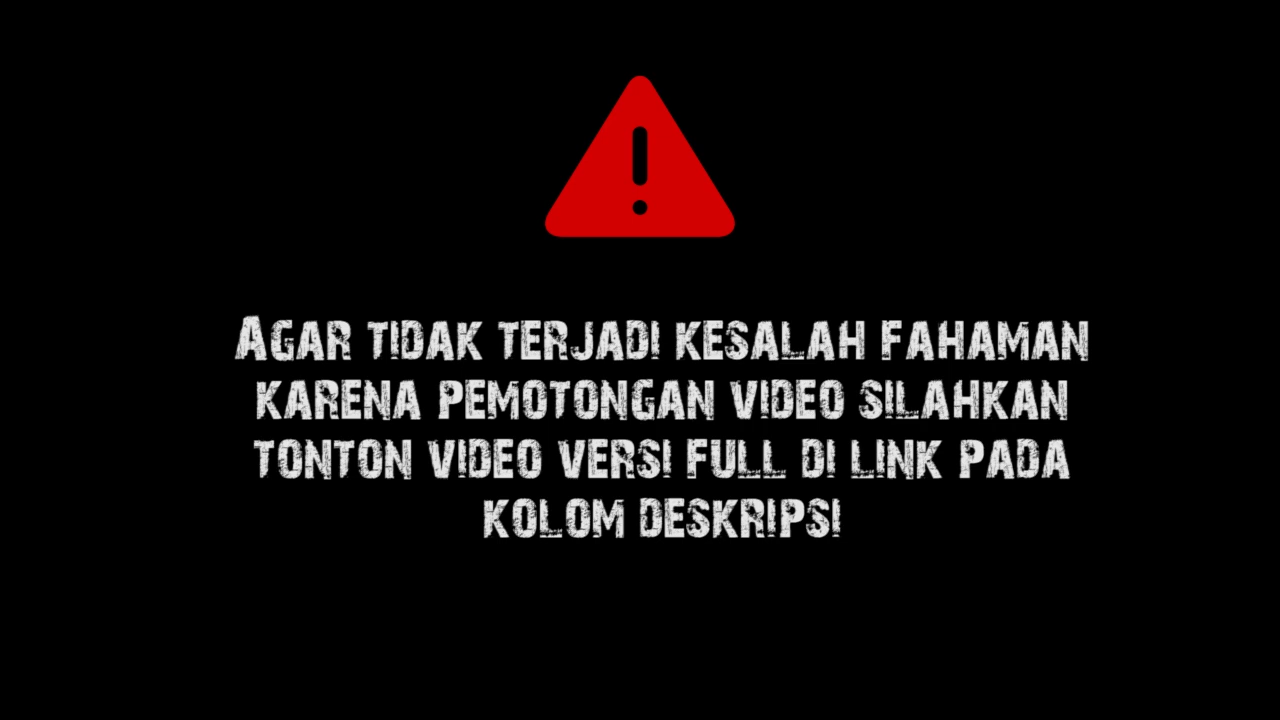 Agar tidak terjadi kesalah fahaman
karena pemotongan video silahkan
tonton video versi full di link pada
kolom deskripsi